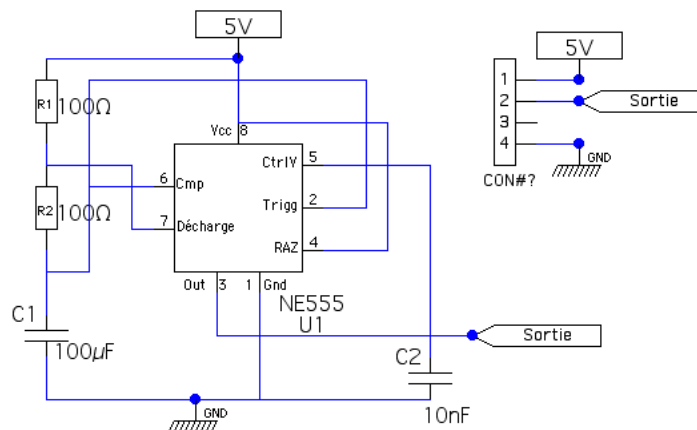 5V
5V
R1 100Ω
1
2
3
4
Sortie
GND
CON#?
Vcc 8
CtrlV 5
6 Cmp
R2 100Ω
Trigg 2
7 Décharge
RAZ 4
Out 3 1 Gnd
NE555
U1
C1
100µF
Sortie
C2
10nF
GND